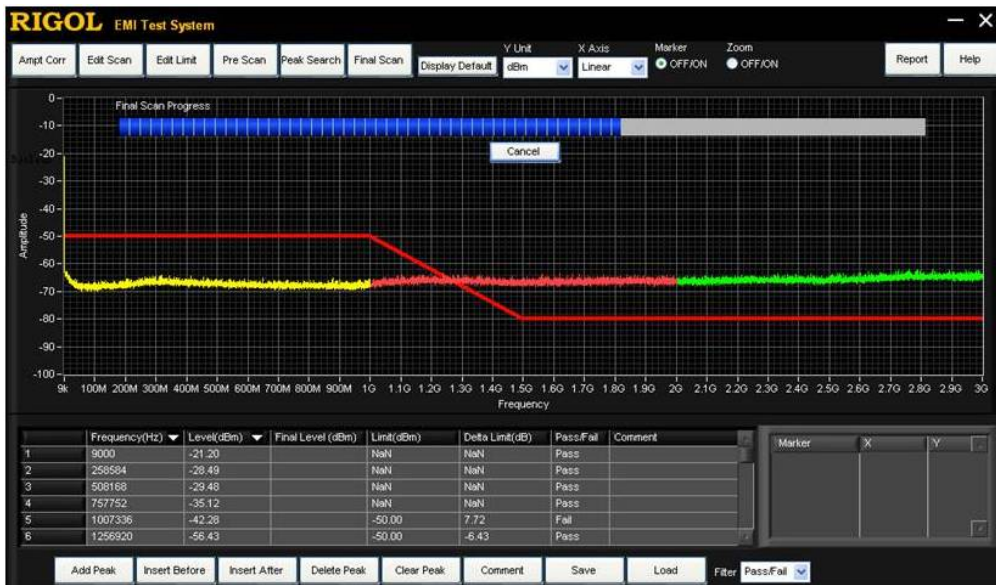 RIGOL EMI Test System
Y Unit X Axis Marker Zoom
Ampt Corr Edit Scan Edit Limit Pre Scan Peak Search Final Scan Display Default dBm Linear OFF/ON OFF/ON Report Help
Final Scan Progress
Cancel
0
-10
-20
-30
-40
-50
-60
-70
-80
-90
-100
Amplitude
9k 100M 200M 300M 400M 500M 600M 700M 800M 900M 1G 1.1G 1.2G 1.3G 1.4G 1.5G 1.6G 1.7G 1.8G 1.9G 2G 2.1G 2.2G 2.3G 2.4G 2.5G 2.6G 2.7G 2.8G 2.9G 3G
Frequency
Frequency(Hz) Level(dBm) Final Level (dBm) Limit(dBm) Delta Limit(dB) Pass/Fail Comment
1 9000 -21.20 NaN NaN Pass
2 258584 -28.49 NaN NaN Pass
3 508168 -29.48 NaN NaN Pass
4 757752 -35.12 NaN NaN Pass
5 1007336 -42.28 -50.00 7.72 Fail
6 1256920 -56.43 -50.00 -6.43 Pass
Marker X Y
Add Peak Insert Before Insert After Delete Peak Clear Peak Comment Save Load Filter Pass/Fail